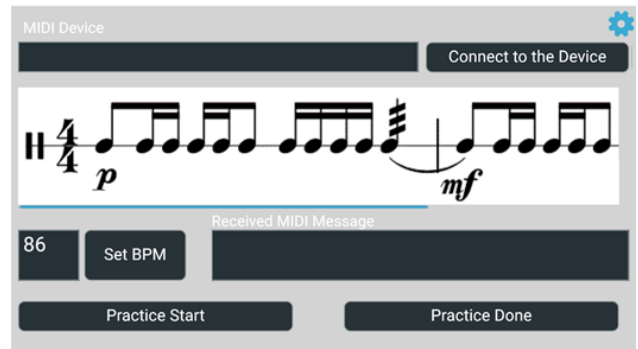 MIDI Device
Connect to the Device
4
4
p
mf
Received MIDI Message
86
Set BPM
Practice Start
Practice Done